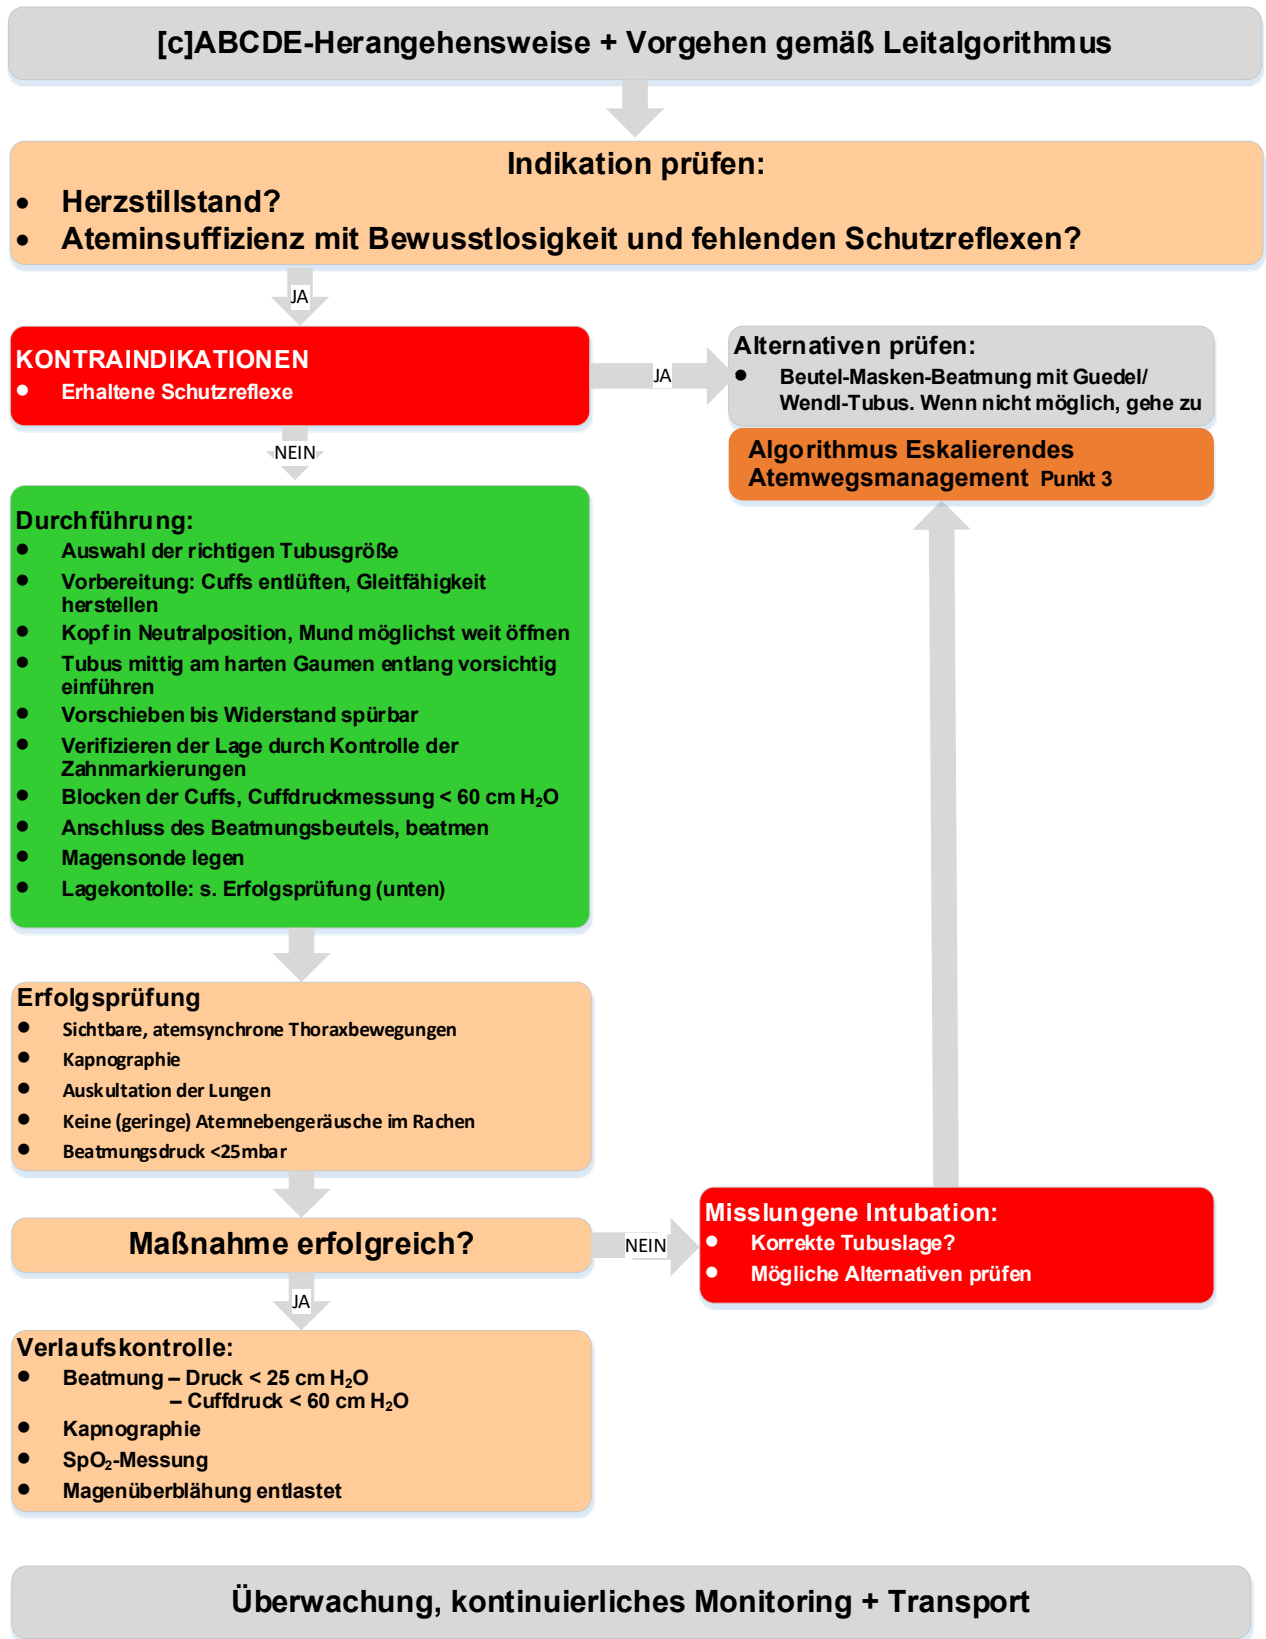 [c]ABCDE-Herangehensweise + Vorgehen gemäß Leitalgorithmus
Indikation prüfen:
• Herzstillstand?
• Ateminsuffizienz mit Bewusstlosigkeit und fehlenden Schutzreflexen?
JA
KONTRAINDIKATIONEN
• Erhaltene Schutzreflexe
JA
Alternativen prüfen:
• Beutel-Masken-Beatmung mit Guedel/
Wendl-Tubus. Wenn nicht möglich, gehe zu
Algorithmus Eskalierendes
Atemwegsmanagement Punkt 3
NEIN
Durchführung:
• Auswahl der richtigen Tubusgröße
• Vorbereitung: Cuffs entlüften, Gleitfähigkeit
herstellen
• Kopf in Neutralposition, Mund möglichst weit öffnen
• Tubus mittig am harten Gaumen entlang vorsichtig
einführen
• Vorschieben bis Widerstand spürbar
• Verifizieren der Lage durch Kontrolle der
Zahnmarkierungen
• Blocken der Cuffs, Cuffdruckmessung < 60 cm H₂O
• Anschluss des Beatmungsbeutels, beatmen
• Magensonde legen
• Lagekontolle: s. Erfolgsprüfung (unten)
Erfolgsprüfung
• Sichtbare, atemsynchrone Thoraxbewegungen
• Kapnographie
• Auskultation der Lungen
• Keine (geringe) Atemnebengeräusche im Rachen
• Beatmungsdruck <25mbar
Maßnahme erfolgreich?
NEIN
Misslungene Intubation:
• Korrekte Tubuslage?
• Mögliche Alternativen prüfen
JA
Verlaufskontrolle:
• Beatmung – Druck < 25 cm H₂O
– Cuffdruck < 60 cm H₂O
• Kapnographie
• SpO₂-Messung
• Magenüberblähung entlastet
Überwachung, kontinuierliches Monitoring + Transport